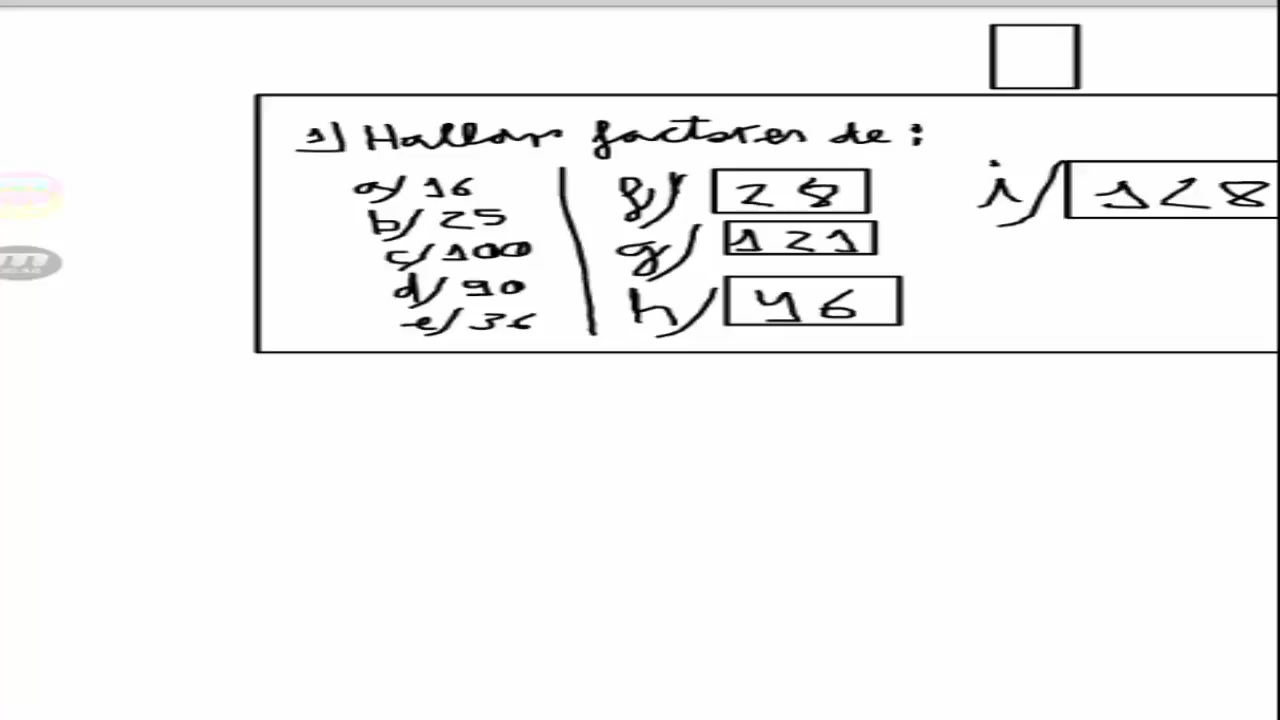 1) Hallar factores de:
a) 16
b) 25
c) 100
d) 90
e) 36
f) 28
g) 121
h) 46
i) 128